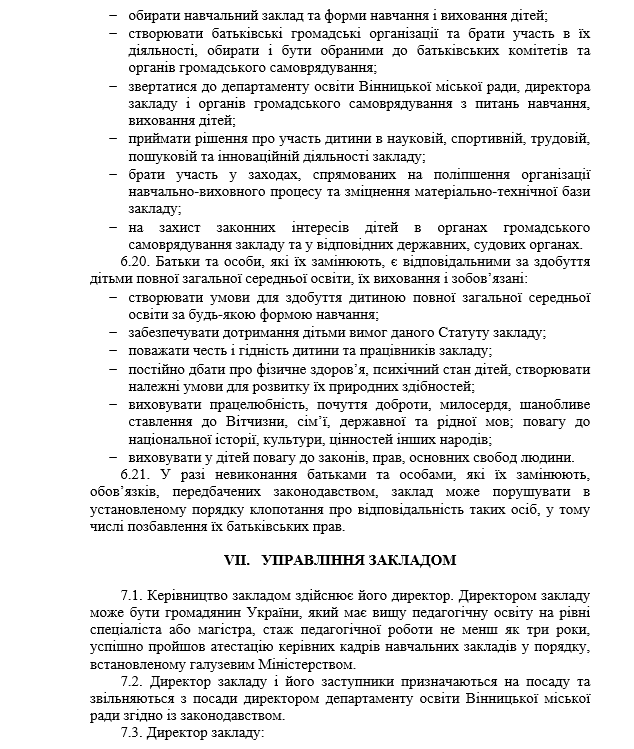 – обирати навчальний заклад та форми навчання і виховання дітей;
– створювати батьківські громадські організації та брати участь в їх
діяльності, обирати і бути обраними до батьківських комітетів та
органів громадського самоврядування;
– звертатися до департаменту освіти Вінницької міської ради, директора
закладу і органів громадського самоврядування з питань навчання,
виховання дітей;
– приймати рішення про участь дитини в науковій, спортивній, трудовій,
пошуковій та інноваційній діяльності закладу;
– брати участь у заходах, спрямованих на поліпшення організації
навчально-виховного процесу та зміцнення матеріально-технічної бази
закладу;
– на захист законних інтересів дітей в органах громадського
самоврядування закладу та у відповідних державних, судових органах.
6.20. Батьки та особи, які їх замінюють, є відповідальними за здобуття
дітьми повної загальної середньої освіти, їх виховання і зобов’язані:
– створювати умови для здобуття дитиною повної загальної середньої
освіти за будь-якою формою навчання;
– забезпечувати дотримання дітьми вимог даного Статуту закладу;
– поважати честь і гідність дитини та працівників закладу;
– постійно дбати про фізичне здоров’я, психічний стан дітей, створювати
належні умови для розвитку їх природних здібностей;
– виховувати працелюбність, почуття доброти, милосердя, шанобливе
ставлення до Вітчизни, сім’ї, державної та рідної мов; повагу до
національної історії, культури, цінностей інших народів;
– виховувати у дітей повагу до законів, прав, основних свобод людини.
6.21. У разі невиконання батьками та особами, які їх замінюють,
обов’язків, передбачених законодавством, заклад може порушувати в
установленому порядку клопотання про відповідальність таких осіб, у тому
числі позбавлення їх батьківських прав.
VII. УПРАВЛІННЯ ЗАКЛАДОМ
7.1. Керівництво закладом здійснює його директор. Директором закладу
може бути громадянин України, який має вищу педагогічну освіту на рівні
спеціаліста або магістра, стаж педагогічної роботи не менш як три роки,
успішно пройшов атестацію керівних кадрів навчальних закладів у порядку,
встановленому галузевим Міністерством.
7.2. Директор закладу і його заступники призначаються на посаду та
звільняються з посади директором департаменту освіти Вінницької міської
ради згідно із законодавством.
7.3. Директор закладу: